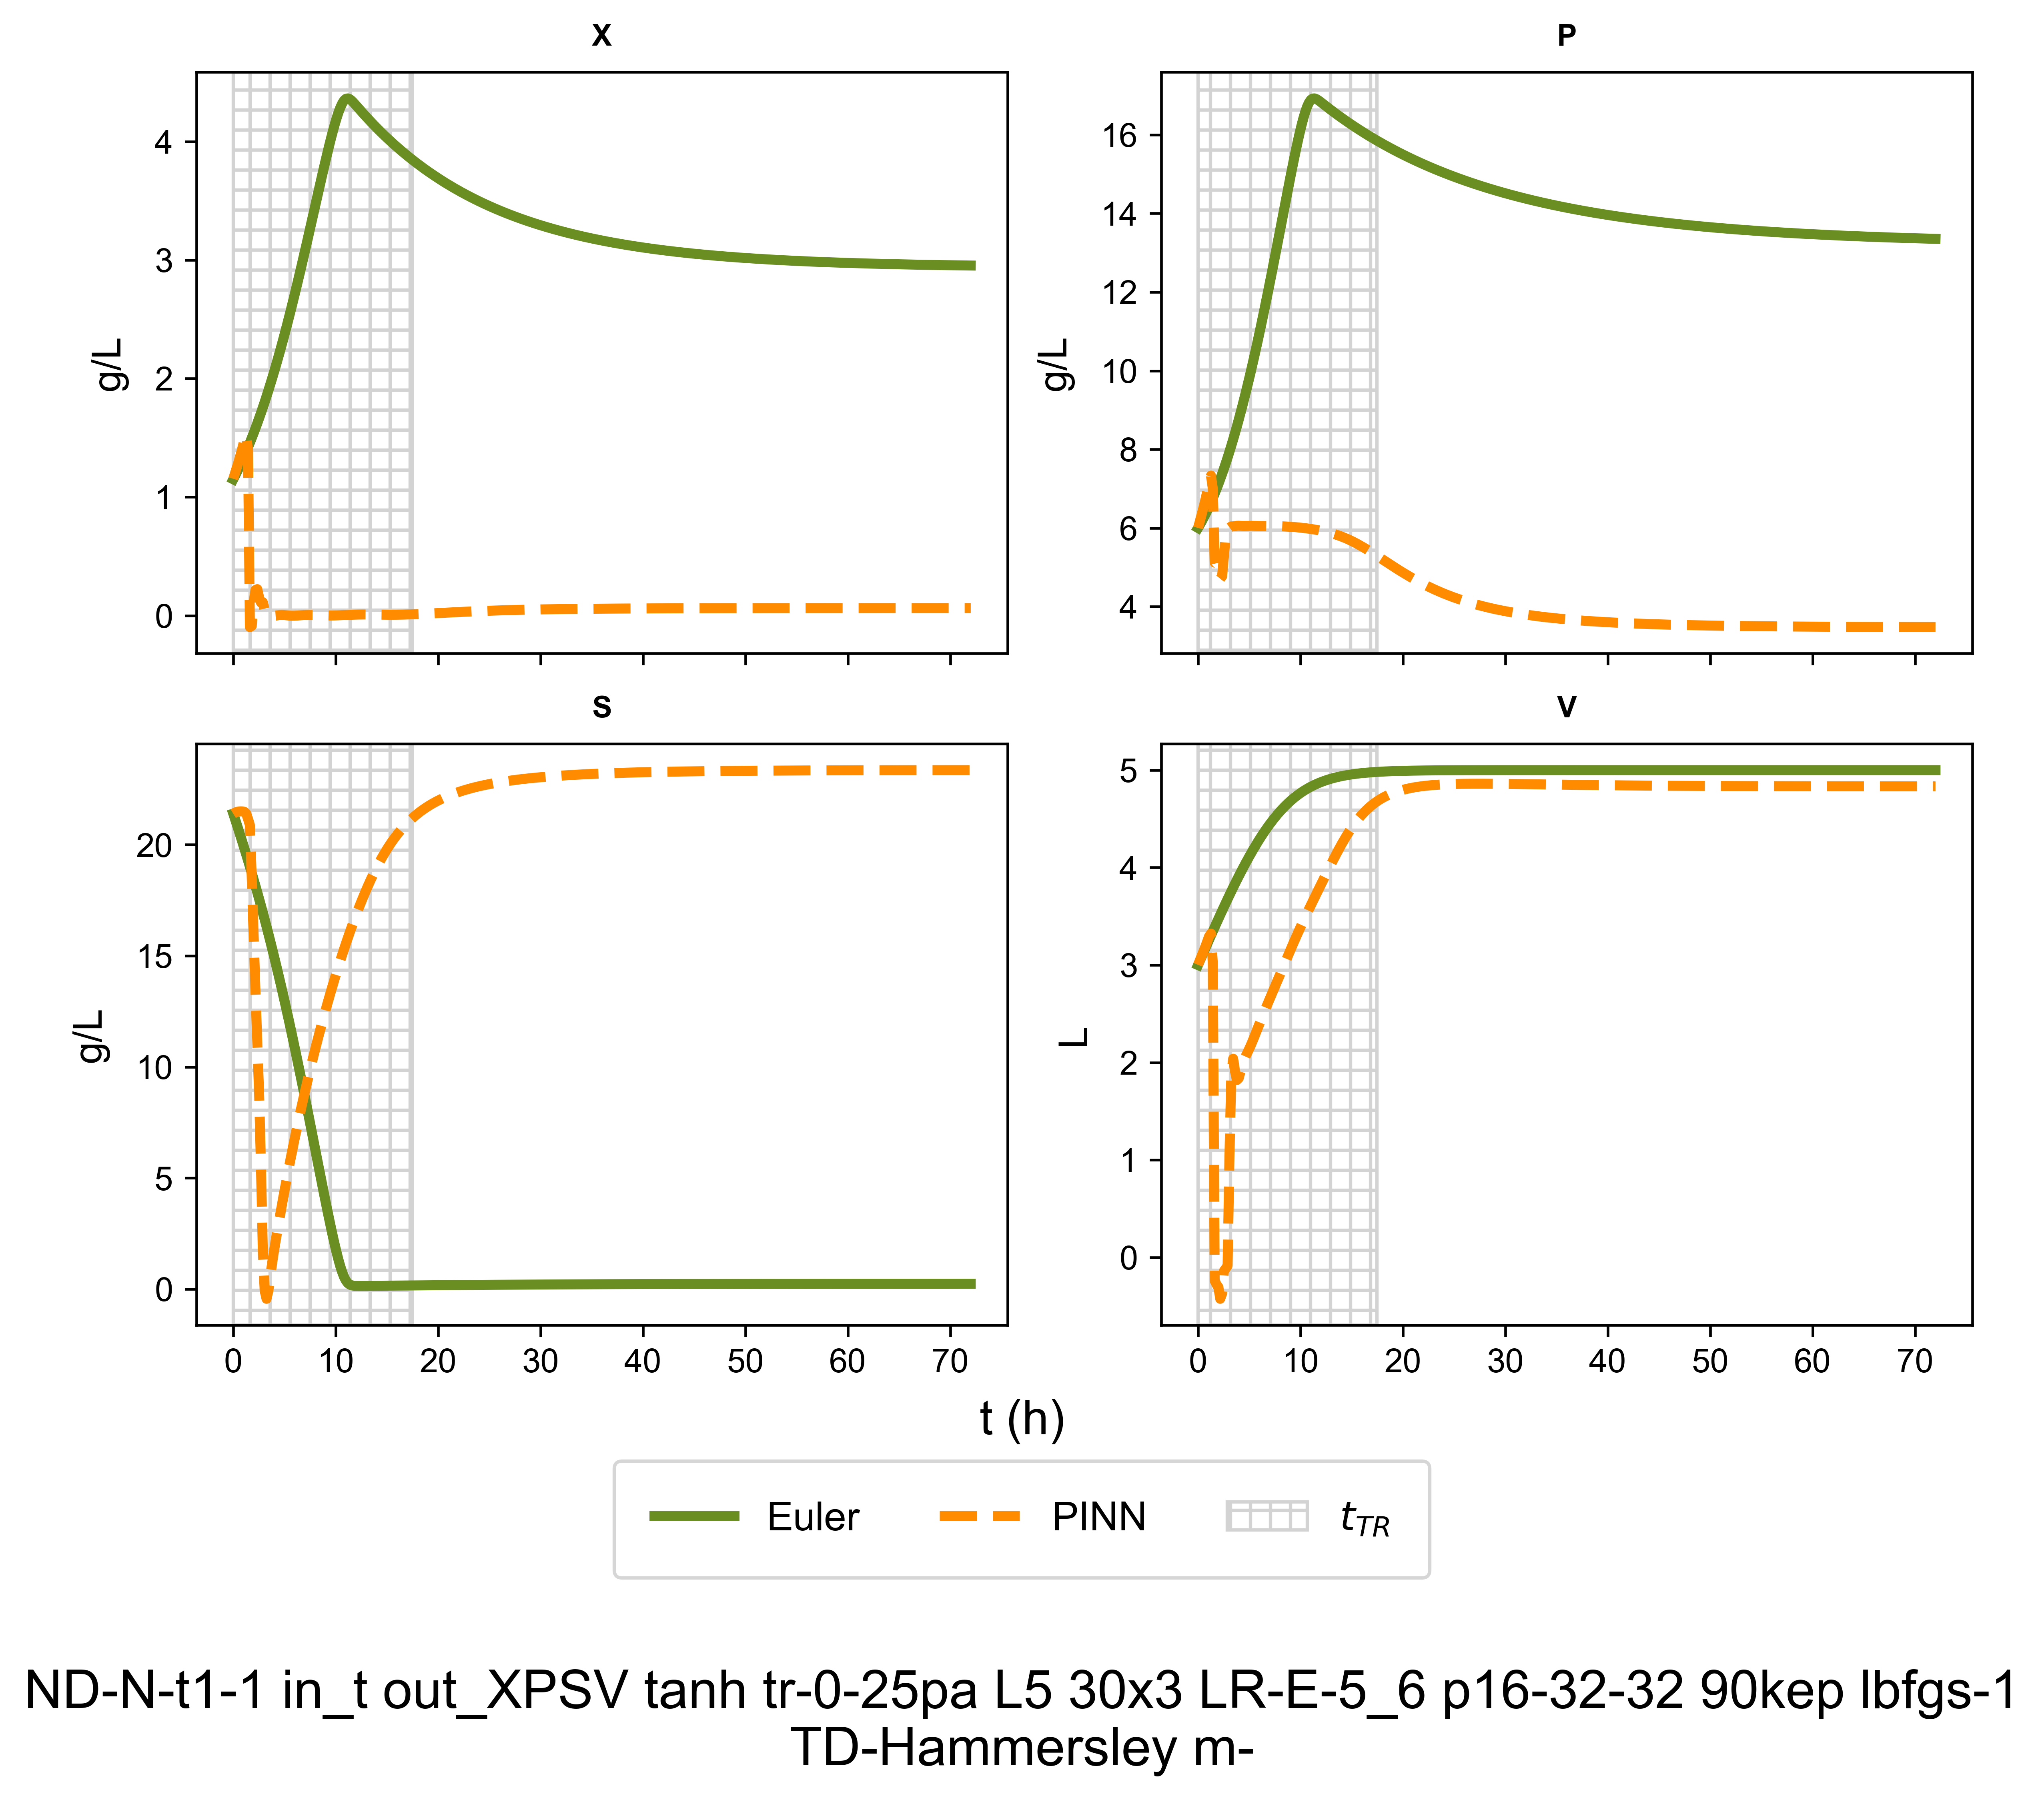 X
P
4
3
2
1
0
g/L
16
14
12
10
8
6
4
g/L
S
V
20
15
10
5
0
g/L
0 10 20 30 40 50 60 70
5
4
3
2
1
0
L
0 10 20 30 40 50 60 70
t (h)
Euler PINN t_TR
ND-N-t1-1 in_t out_XPSV tanh tr-0-25pa L5 30x3 LR-E-5_6 p16-32-32 90kep lbfgs-1
TD-Hammersley m-